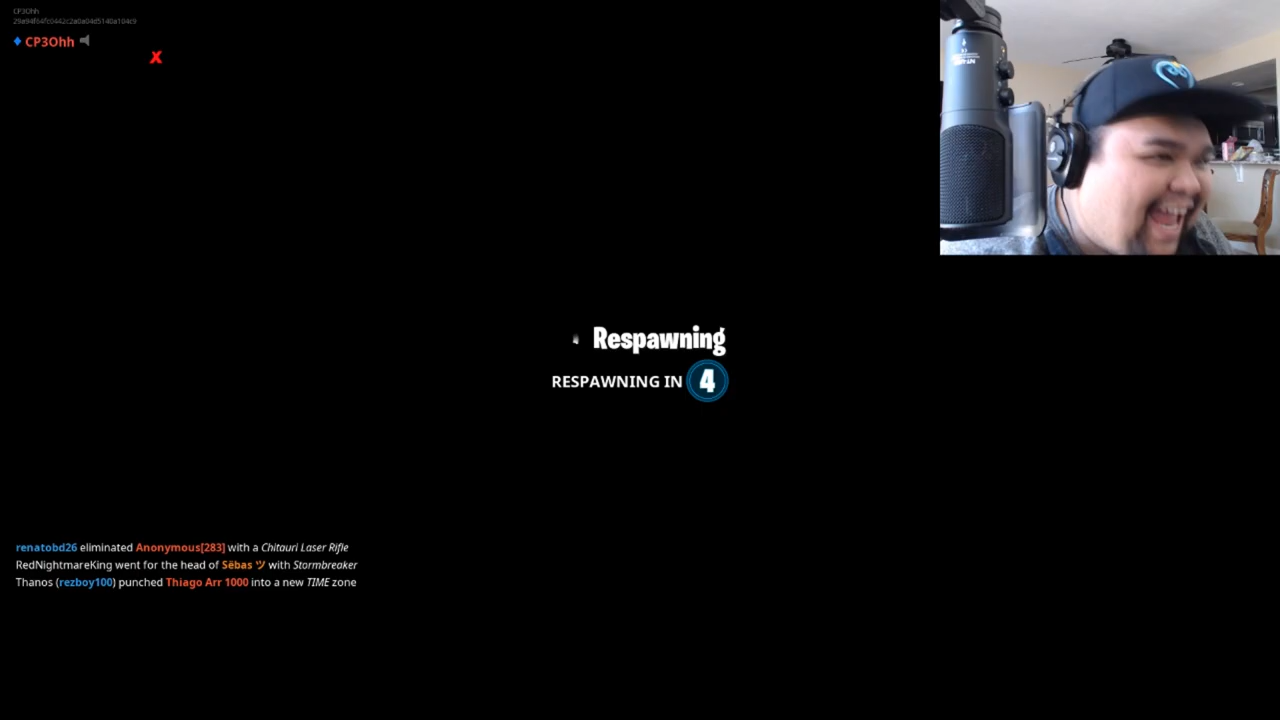 CP3Ohh
CP3Ohh
X
Respawning
RESPAWNING IN 4
renatobd26 eliminated Anonymous[283] with a Chitauri Laser Rifle
RedNightmareKing went for the head of Sëbas ツ with Stormbreaker
Thanos (rezboy100) punched Thiago Arr 1000 into a new TIME zone